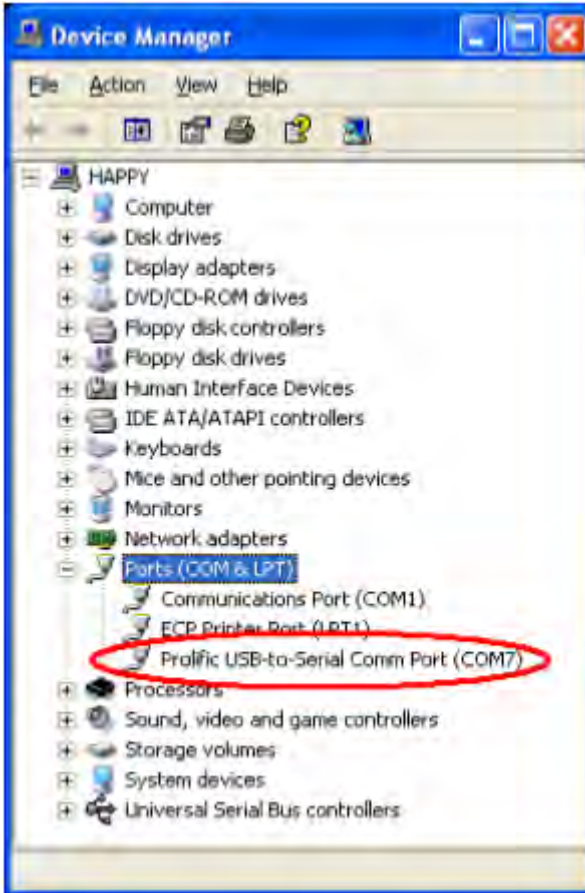 Device Manager
File Action View Help
HAPPY
Computer
Disk drives
Display adapters
DVD/CD-ROM drives
Floppy disk controllers
Floppy disk drives
Human Interface Devices
IDE ATA/ATAPI controllers
Keyboards
Mice and other pointing devices
Monitors
Network adapters
Ports (COM & LPT)
Communications Port (COM1)
ECP Printer Port (LPT1)
Prolific USB-to-Serial Comm Port (COM7)
Processors
Sound, video and game controllers
Storage volumes
System devices
Universal Serial Bus controllers